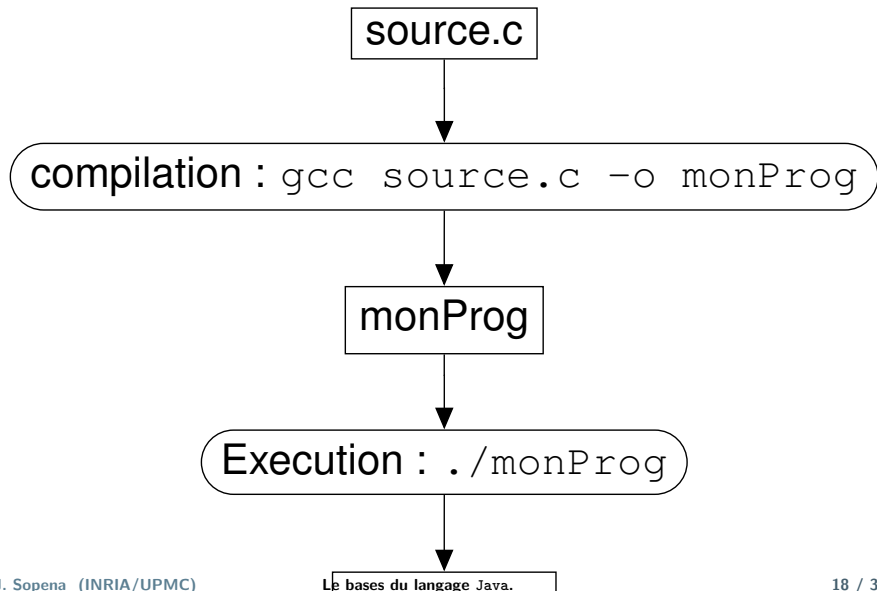 source.c
compilation : gcc source.c -o monProg
monProg
Execution : ./monProg
J. Sopena (INRIA/UPMC) Le bases du langage Java. 18 / 3